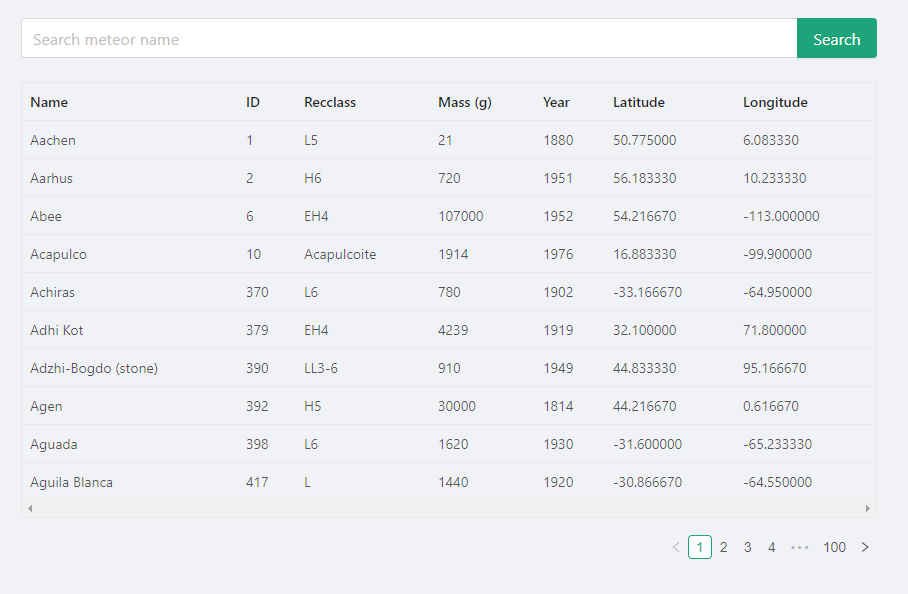 Search meteor name Search
Name ID Recclass Mass (g) Year Latitude Longitude
Aachen 1 L5 21 1880 50.775000 6.083330
Aarhus 2 H6 720 1951 56.183330 10.233330
Abee 6 EH4 107000 1952 54.216670 -113.000000
Acapulco 10 Acapulcoite 1914 1976 16.883330 -99.900000
Achiras 370 L6 780 1902 -33.166670 -64.950000
Adhi Kot 379 EH4 4239 1919 32.100000 71.800000
Adzhi-Bogdo (stone) 390 LL3-6 910 1949 44.833330 95.166670
Agen 392 H5 30000 1814 44.216670 0.616670
Aguada 398 L6 1620 1930 -31.600000 -65.233330
Aguila Blanca 417 L 1440 1920 -30.866670 -64.550000
1 2 3 4 ••• 100